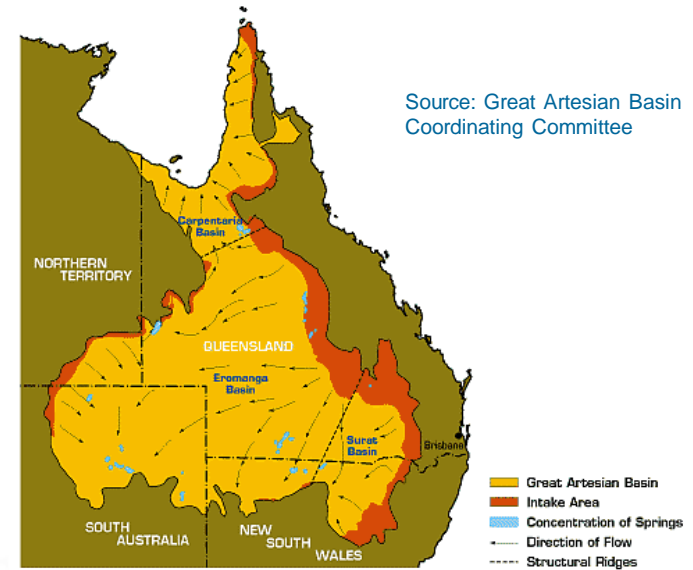 Source: Great Artesian Basin
Coordinating Committee
Carpentaria
Basin
NORTHERN
TERRITORY
QUEENSLAND
Eromanga
Basin
Surat
Basin
Brisbane
SOUTH
AUSTRALIA
NEW
SOUTH
WALES
Great Artesian Basin
Intake Area
Concentration of Springs
Direction of Flow
Structural Ridges